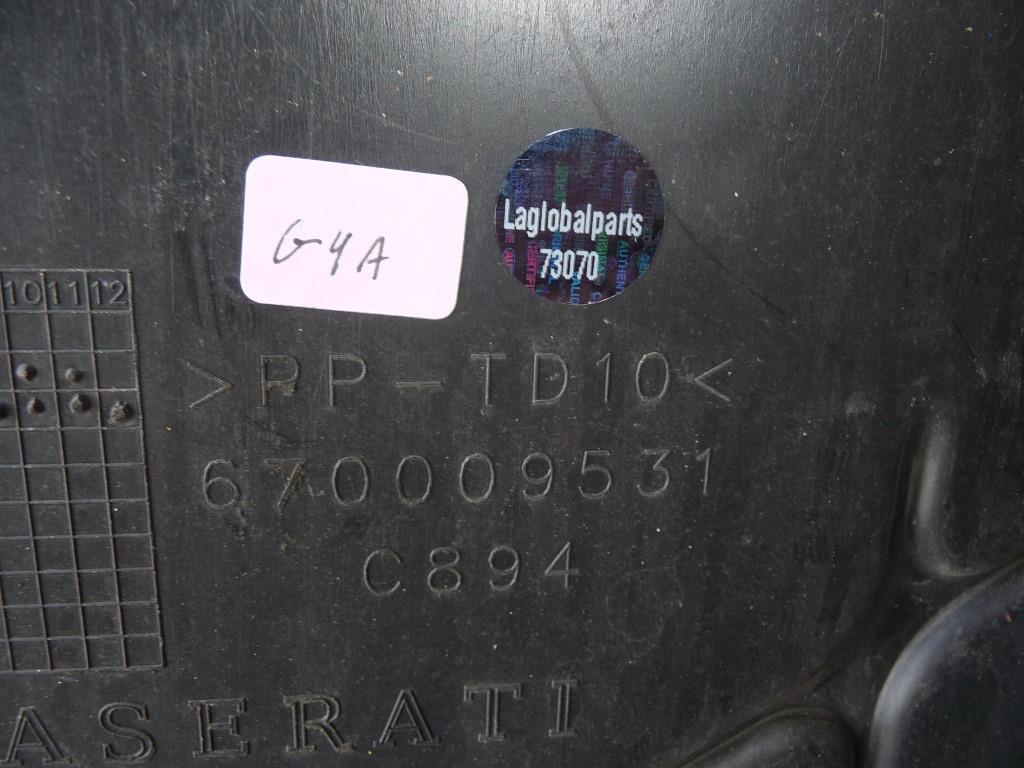 G4A
Laglobalparts
73070
10 11 12
>PP-TD10<
670009531
C894
ASERATI